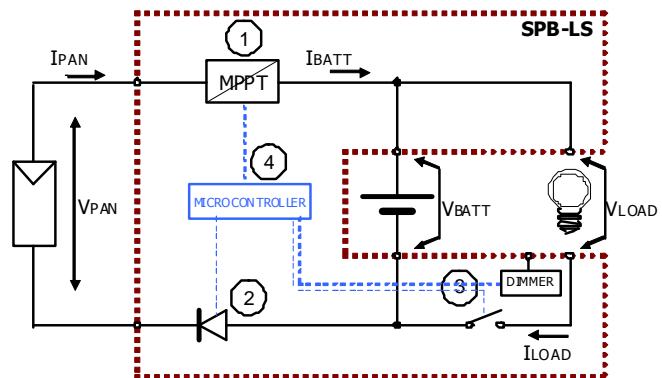 SPB-LS
1
IPAN
IBATT
MPPT
4
MICROCONTROLLER
VPAN
VBATT
VLOAD
2
3
DIMMER
ILOAD